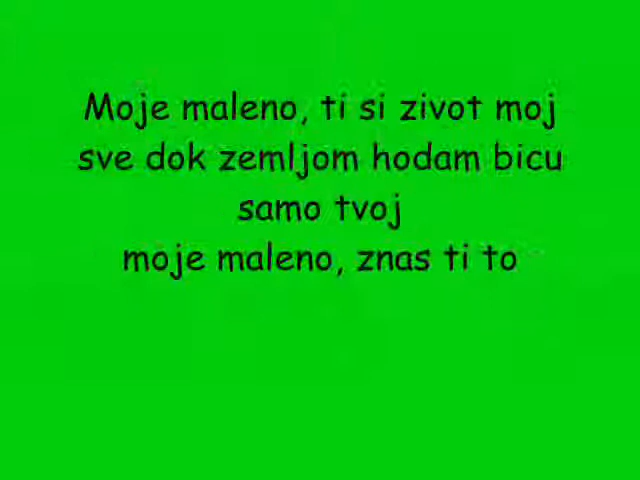 Moje maleno, ti si zivot moj
sve dok zemljom hodam bicu
samo tvoj
moje maleno, znas ti to